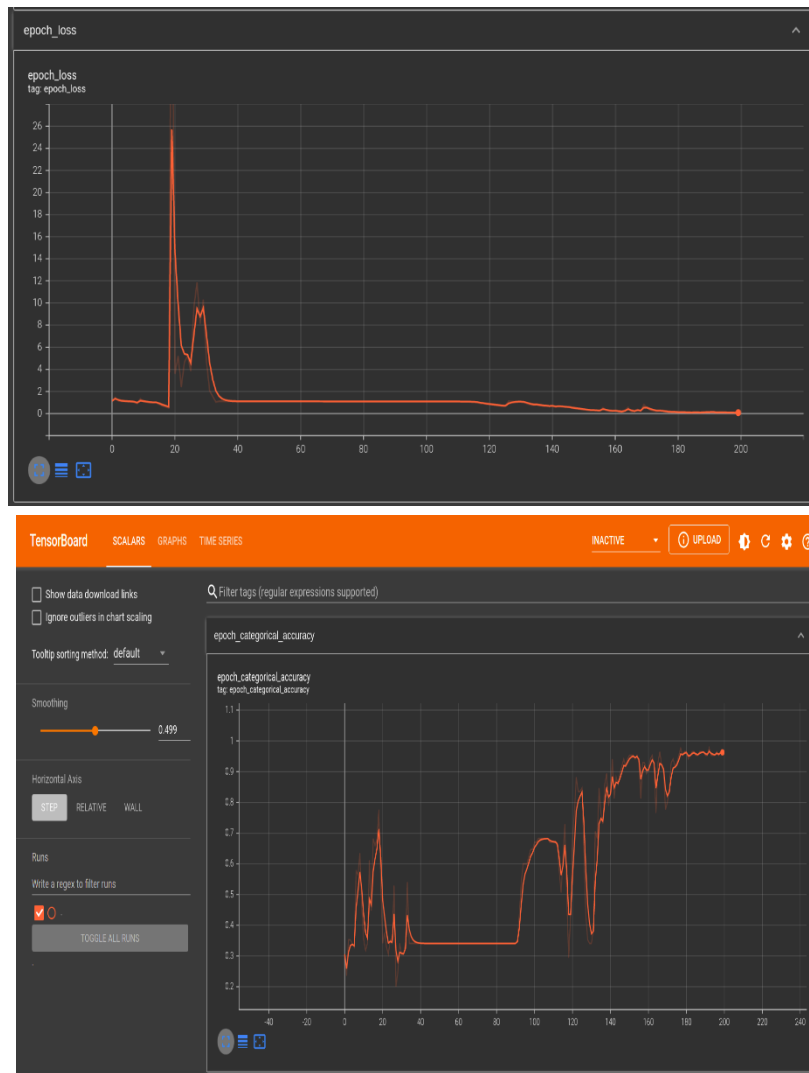 epoch_loss
epoch_loss
tag: epoch_loss
26
24
22
20
18
16
14
12
10
8
6
4
2
0
0 20 40 60 80 100 120 140 160 180 200
TensorBoard SCALARS GRAPHS TIME SERIES INACTIVE UPLOAD
Show data download links
Ignore outliers in chart scaling
Tooltip sorting method: default
Smoothing
0.499
Horizontal Axis
STEP RELATIVE WALL
Runs
Write a regex to filter runs
.
TOGGLE ALL RUNS
.
Filter tags (regular expressions supported)
epoch_categorical_accuracy
epoch_categorical_accuracy
tag: epoch_categorical_accuracy
1.1
1
0.9
0.8
0.7
0.6
0.5
0.4
0.3
0.2
-40 -20 0 20 40 60 80 100 120 140 160 180 200 220 240